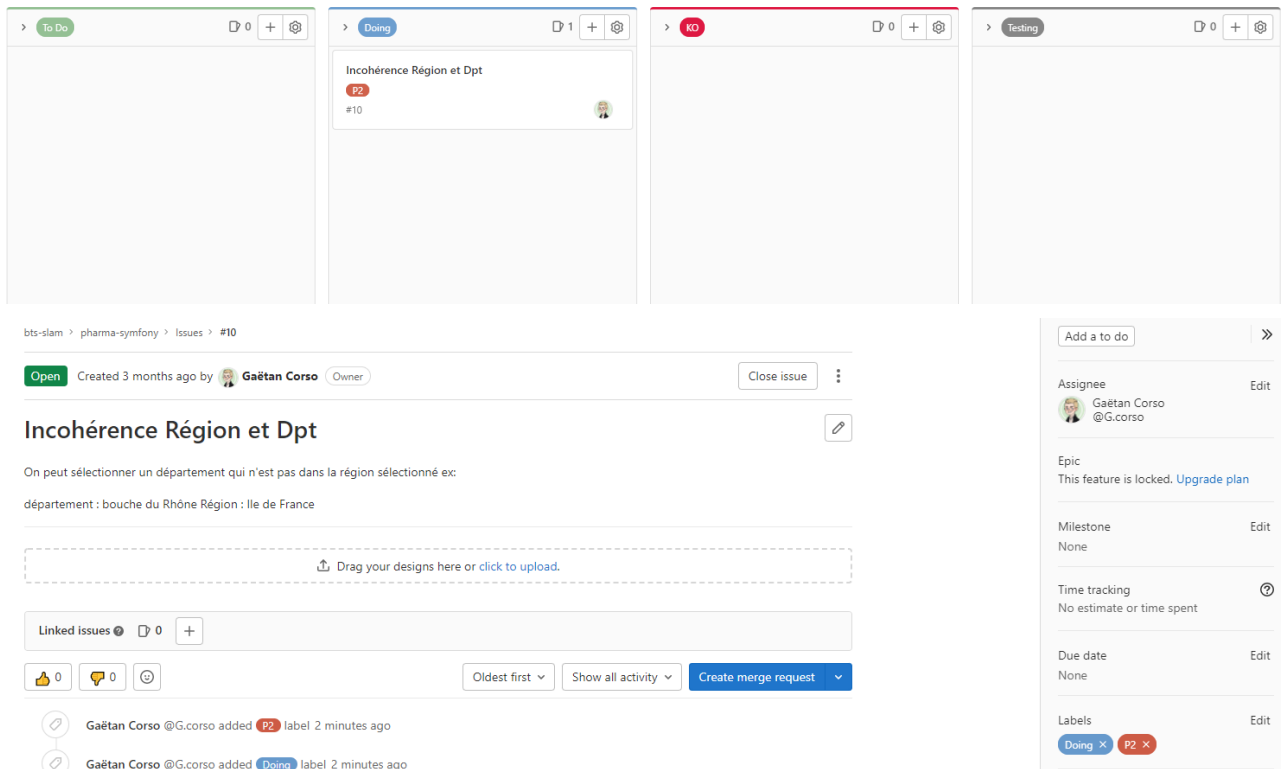 To Do 0
Doing 1
KO 0
Testing 0
Incohérence Région et Dpt
P2
#10
bts-slam > pharma-symfony > Issues > #10
Open Created 3 months ago by Gaëtan Corso Owner
Close issue
Incohérence Région et Dpt
On peut sélectionner un département qui n'est pas dans la région sélectionné ex:
département : bouche du Rhône Région : Ile de France
Drag your designs here or click to upload.
Linked issues 0
0 0
Oldest first
Show all activity
Create merge request
Gaëtan Corso @G.corso added P2 label 2 minutes ago
Gaëtan Corso @G.corso added Doing label 2 minutes ago
Add a to do
Assignee Edit
Gaëtan Corso
@G.corso
Epic
This feature is locked. Upgrade plan
Milestone Edit
None
Time tracking
No estimate or time spent
Due date Edit
None
Labels Edit
Doing × P2 ×